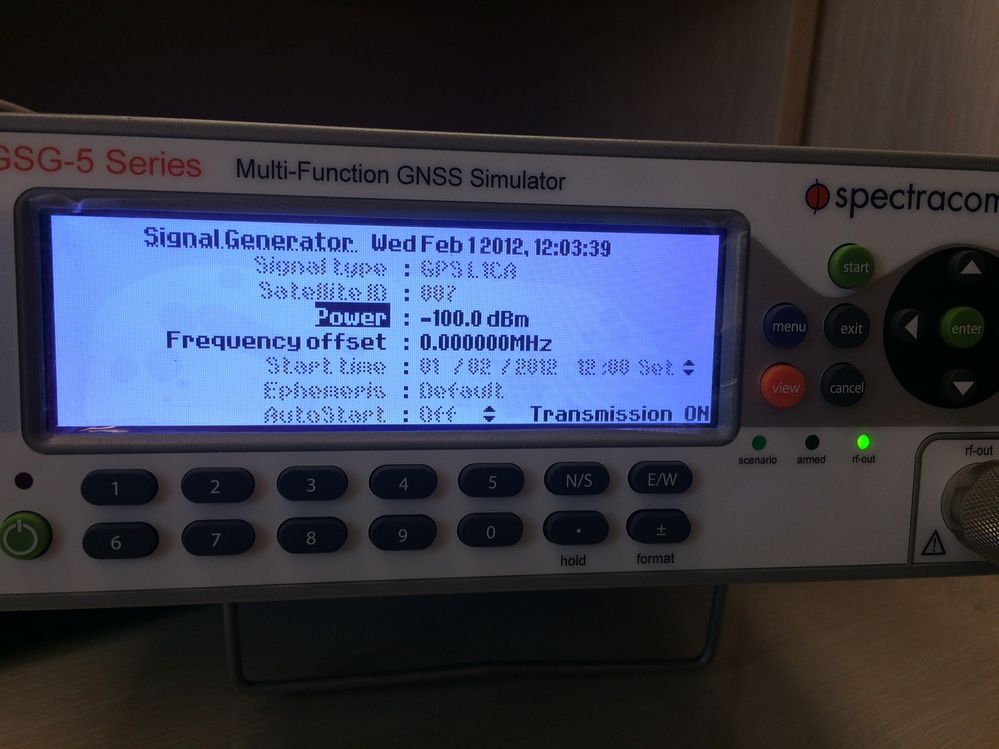 GSG-5 Series Multi-Function GNSS Simulator spectracom
Signal Generator Wed Feb 1 2012, 12:03:39
Signal type : GPSL1CA
Satellite ID : 007
Power : -100.0 dBm
Frequency offset : 0.000000MHz
Start time : 01 /02 /2012 12:00 Set
Ephemeris : Default
AutoStart : Off Transmission ON
start
menu exit enter
view cancel
scenario armed rf-out
rf-out
1 2 3 4 5 N/S E/W
6 7 8 9 0 . ±
hold format